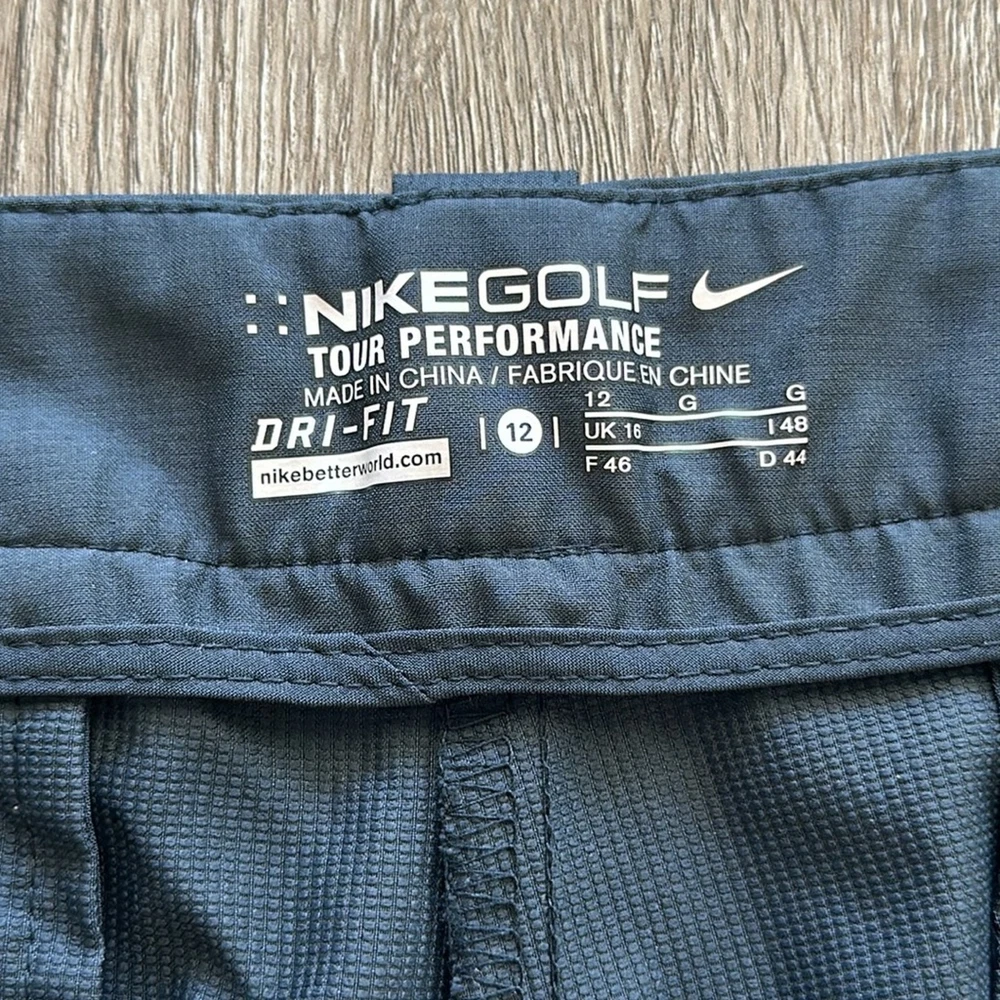 NIKEGOLF
TOUR PERFORMANCE
MADE IN CHINA / FABRIQUE EN CHINE
DRI-FIT
nikebetterworld.com
12
12 G G
UK 16 I 48
F 46 D 44